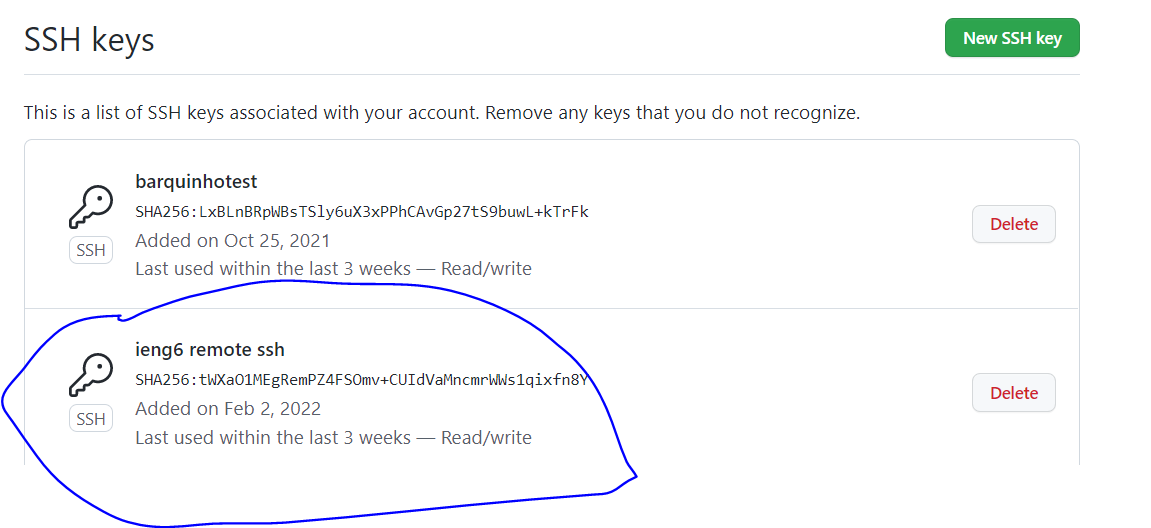 SSH keys
New SSH key
This is a list of SSH keys associated with your account. Remove any keys that you do not recognize.
barquinhotest
SHA256:LxBLnBRpWBsTSly6uX3xPPhCAvGp27tS9buwL+kTrFk
SSH
Added on Oct 25, 2021
Last used within the last 3 weeks — Read/write
Delete
ieng6 remote ssh
SHA256:tWXaO1MEgRemPZ4FSOmv+CUIdVaMncmrWWs1qixfn8Y
SSH
Added on Feb 2, 2022
Last used within the last 3 weeks — Read/write
Delete